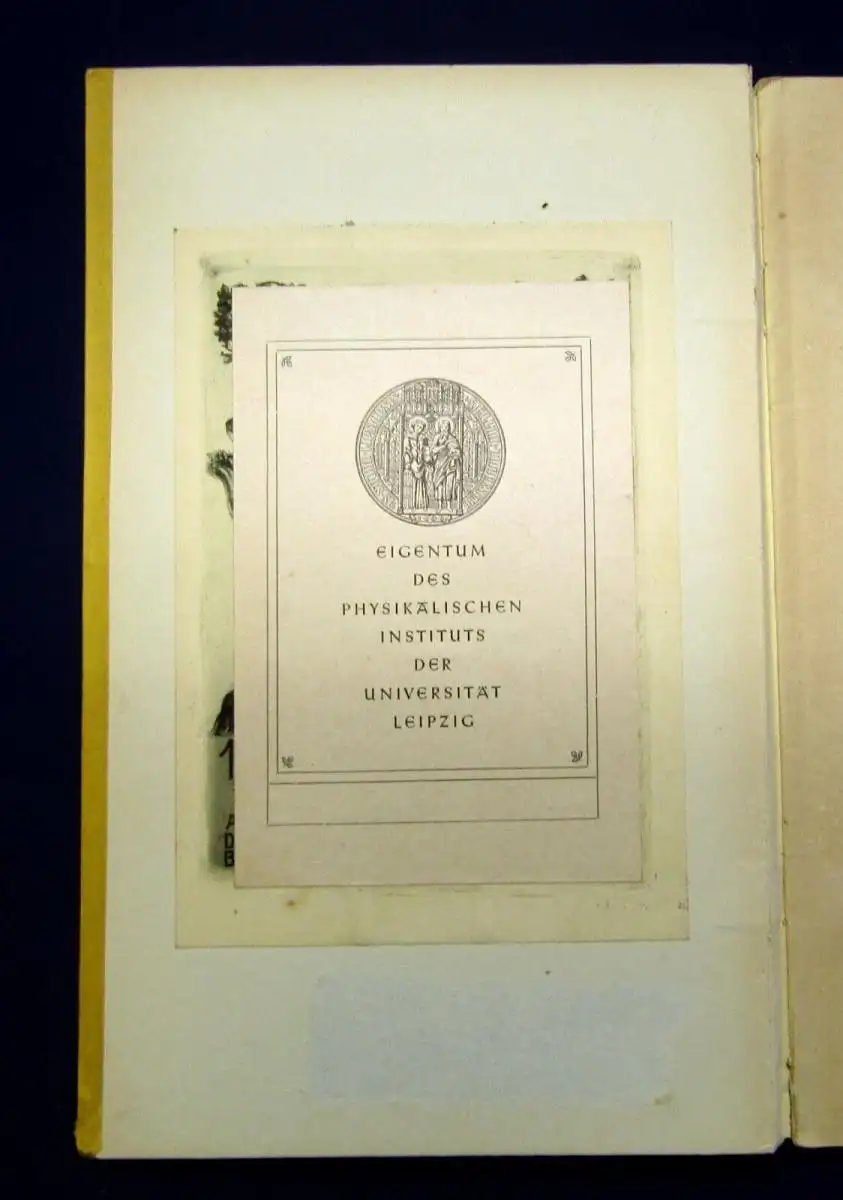 EIGENTUM
DES
PHYSIKALISCHEN
INSTITUTS
DER
UNIVERSITÄT
LEIPZIG